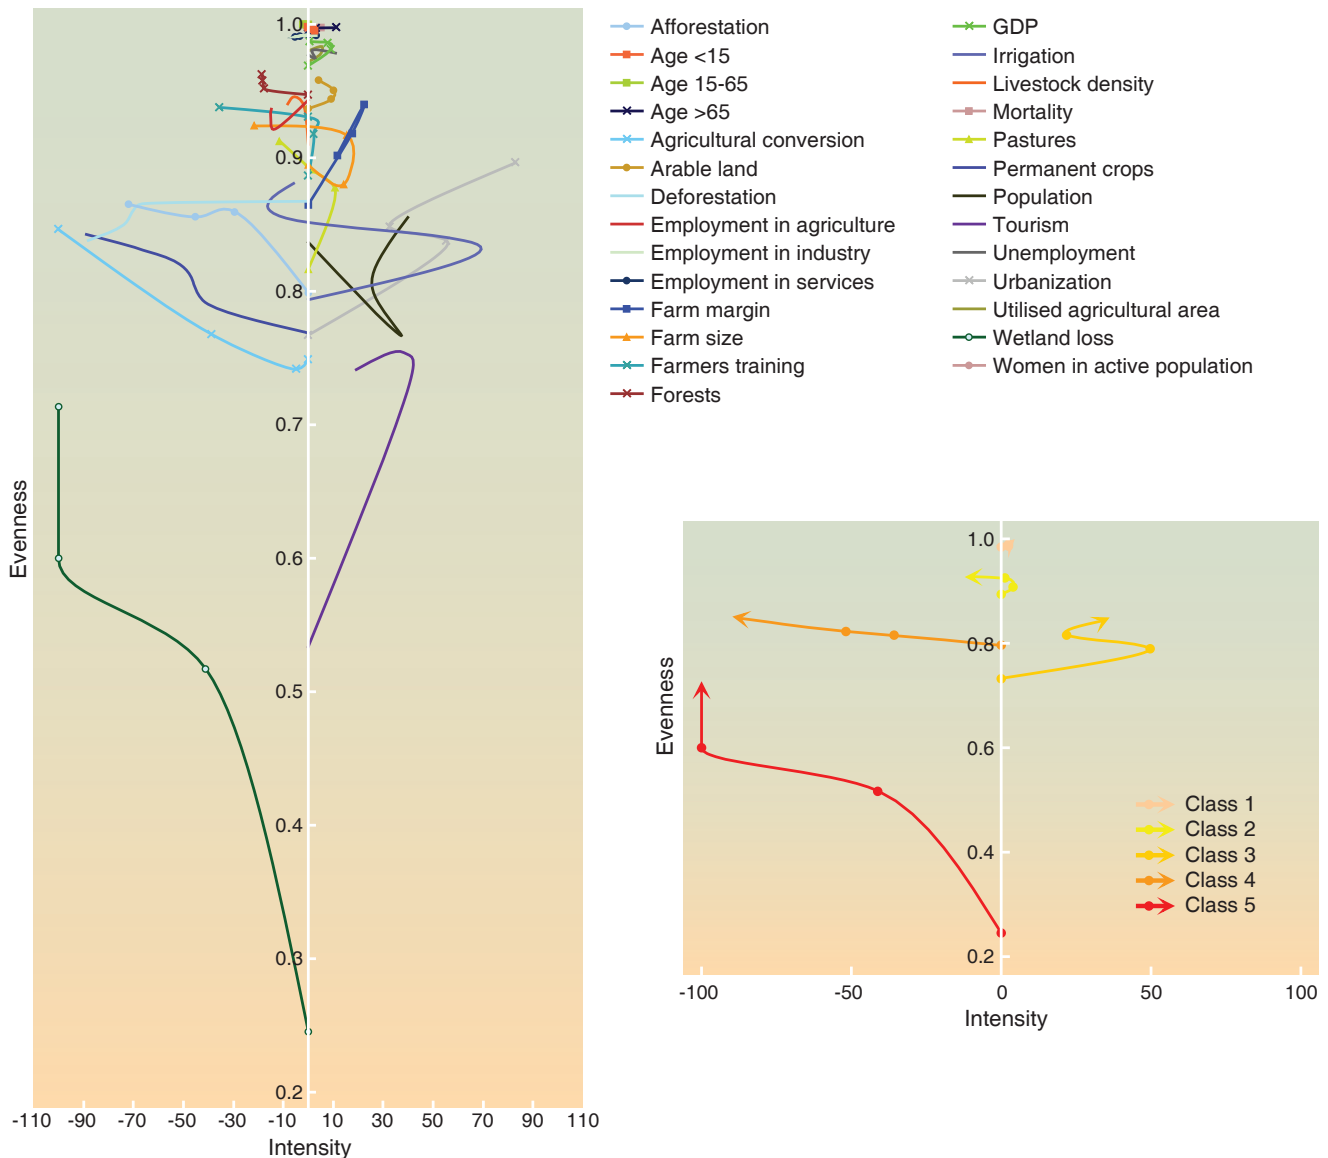 1.0
0.9
0.8
0.7
0.6
0.5
0.4
0.3
0.2
Evenness
-110 -90 -70 -50 -30 -10 10 30 50 70 90 110
Intensity
Afforestation
Age <15
Age 15-65
Age >65
Agricultural conversion
Arable land
Deforestation
Employment in agriculture
Employment in industry
Employment in services
Farm margin
Farm size
Farmers training
Forests
GDP
Irrigation
Livestock density
Mortality
Pastures
Permanent crops
Population
Tourism
Unemployment
Urbanization
Utilised agricultural area
Wetland loss
Women in active population
1.0
0.8
0.6
0.4
0.2
Evenness
Class 1
Class 2
Class 3
Class 4
Class 5
-100 -50 0 50 100
Intensity